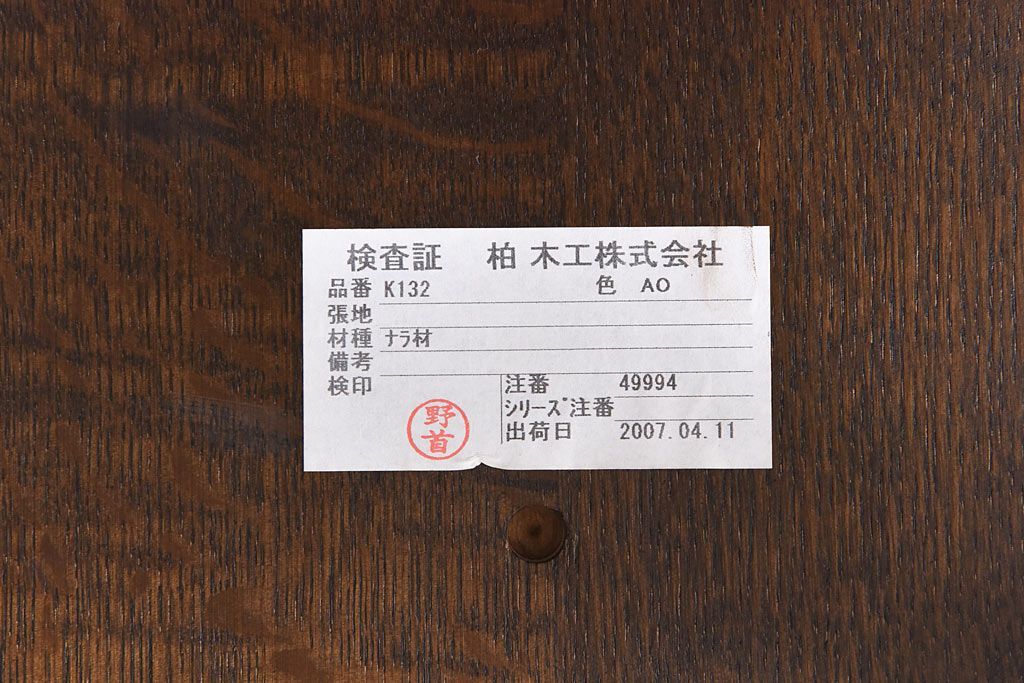 検査証 柏木工株式会社
品番 K132 色 AO
張地
材種 ナラ材
備考
検印 注番 49994
シリーズ注番
出荷日 2007.04.11
野首